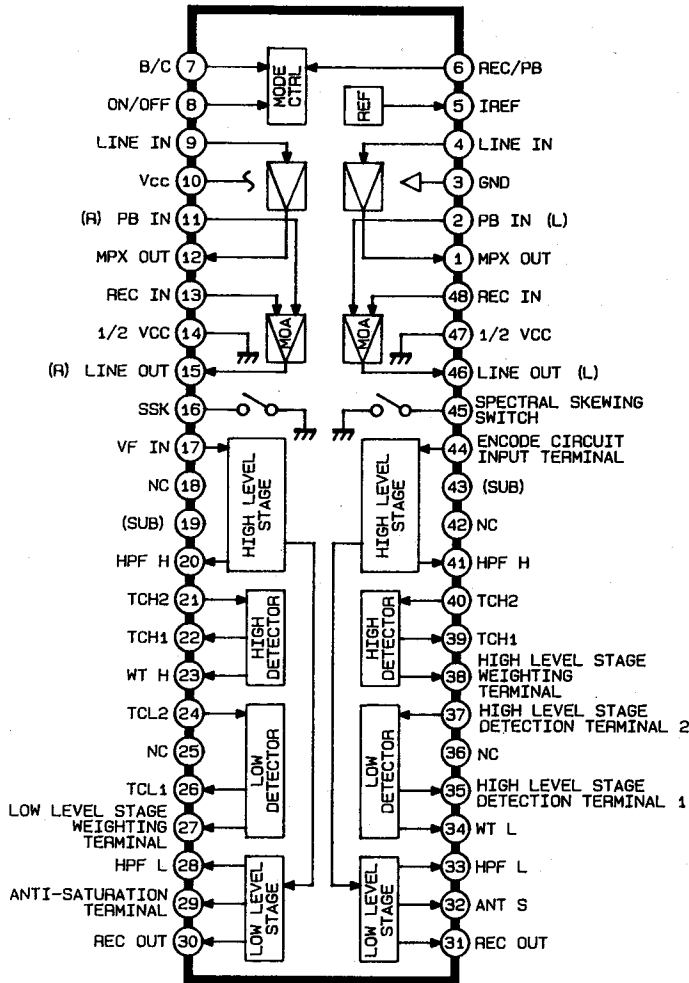 B/C 7
ON/OFF 8
LINE IN 9
Vcc 10
(R) PB IN 11
MPX OUT 12
REC IN 13
1/2 VCC 14
(R) LINE OUT 15
SSK 16
VF IN 17
NC 18
(SUB) 19
HPF H 20
TCH2 21
TCH1 22
WT H 23
TCL2 24
NC 25
TCL1 26
LOW LEVEL STAGE
WEIGHTING 27
TERMINAL
HPF L 28
ANTI-SATURATION
TERMINAL 29
REC OUT 30
MODE
CTRL
REF
MOA
MOA
HIGH LEVEL
STAGE
HIGH LEVEL
STAGE
HIGH
DETECTOR
HIGH
DETECTOR
LOW
DETECTOR
LOW
DETECTOR
LOW LEVEL
STAGE
LOW LEVEL
STAGE
6 REC/PB
5 IREF
4 LINE IN
3 GND
2 PB IN (L)
1 MPX OUT
48 REC IN
47 1/2 VCC
46 LINE OUT (L)
45 SPECTRAL SKEWING
SWITCH
44 ENCODE CIRCUIT
INPUT TERMINAL
43 (SUB)
42 NC
41 HPF H
40 TCH2
39 TCH1
HIGH LEVEL STAGE
38 WEIGHTING
TERMINAL
37 HIGH LEVEL STAGE
DETECTION TERMINAL 2
36 NC
35 HIGH LEVEL STAGE
DETECTION TERMINAL 1
34 WT L
33 HPF L
32 ANT S
31 REC OUT